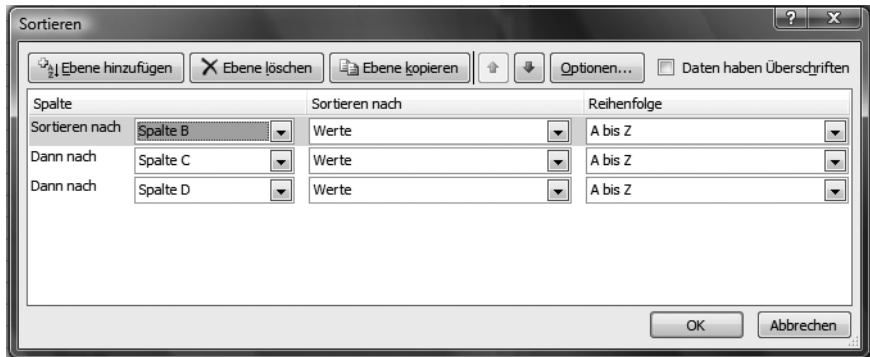 Sortieren
Ebene hinzufügen Ebene löschen Ebene kopieren Optionen... Daten haben Überschriften
Spalte Sortieren nach Reihenfolge
Sortieren nach Spalte B Werte A bis Z
Dann nach Spalte C Werte A bis Z
Dann nach Spalte D Werte A bis Z
OK Abbrechen